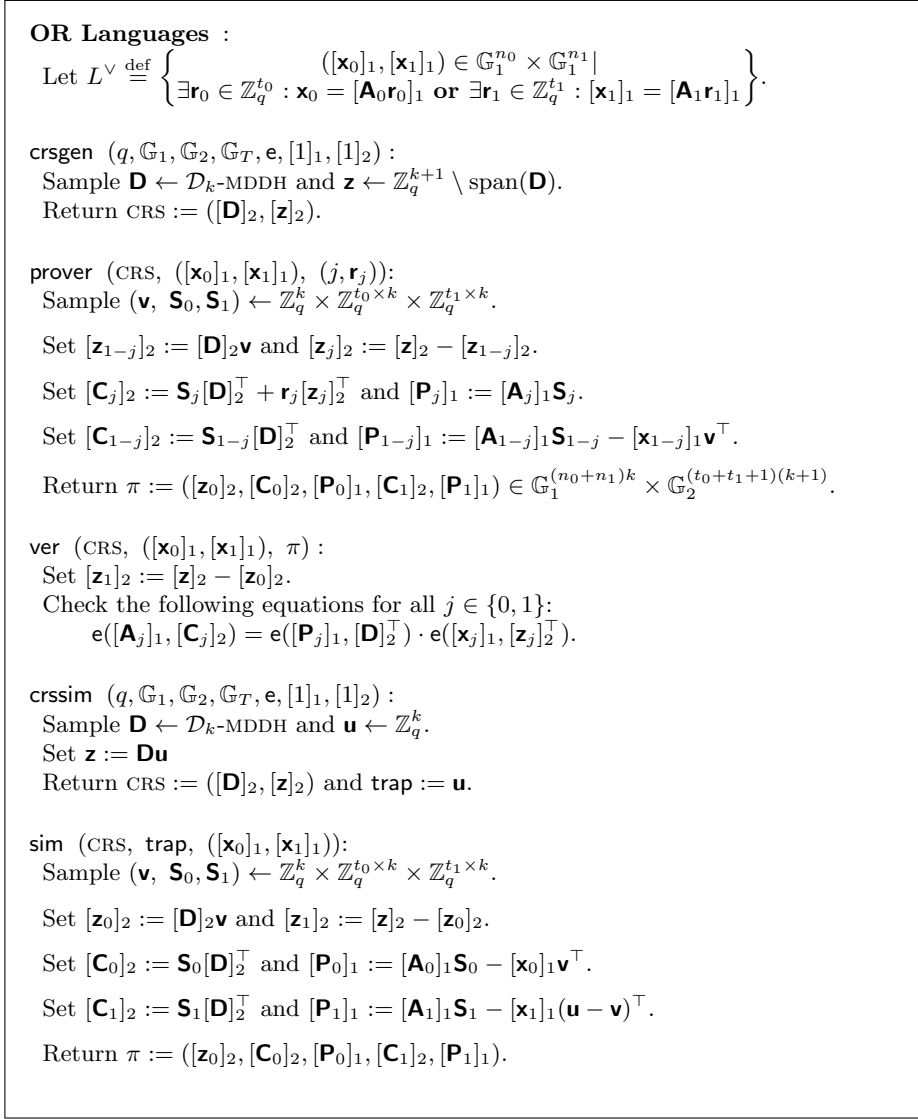 OR Languages :
Let L^∨ \stackrel{def}{=} { ([x_0]_1, [x_1]_1) ∈ 𝔾_1^{n_0} × 𝔾_1^{n_1} |
∃r_0 ∈ ℤ_q^{t_0} : x_0 = [A_0 r_0]_1 or ∃r_1 ∈ ℤ_q^{t_1} : [x_1]_1 = [A_1 r_1]_1 }.
crsgen (q, 𝔾_1, 𝔾_2, 𝔾_T, e, [1]_1, [1]_2) :
Sample D ← 𝒟_k-MDDH and z ← ℤ_q^{k+1} \ span(D).
Return CRS := ([D]_2, [z]_2).
prover (CRS, ([x_0]_1, [x_1]_1), (j, r_j)):
Sample (v, S_0, S_1) ← ℤ_q^k × ℤ_q^{t_0×k} × ℤ_q^{t_1×k}.
Set [z_{1−j}]_2 := [D]_2 v and [z_j]_2 := [z]_2 − [z_{1−j}]_2.
Set [C_j]_2 := S_j[D]_2^⊤ + r_j[z_j]_2^⊤ and [P_j]_1 := [A_j]_1 S_j.
Set [C_{1−j}]_2 := S_{1−j}[D]_2^⊤ and [P_{1−j}]_1 := [A_{1−j}]_1 S_{1−j} − [x_{1−j}]_1 v^⊤.
Return π := ([z_0]_2, [C_0]_2, [P_0]_1, [C_1]_2, [P_1]_1) ∈ 𝔾_1^{(n_0+n_1)k} × 𝔾_2^{(t_0+t_1+1)(k+1)}.
ver (CRS, ([x_0]_1, [x_1]_1), π) :
Set [z_1]_2 := [z]_2 − [z_0]_2.
Check the following equations for all j ∈ {0, 1}:
e([A_j]_1, [C_j]_2) = e([P_j]_1, [D]_2^⊤) · e([x_j]_1, [z_j]_2^⊤).
crssim (q, 𝔾_1, 𝔾_2, 𝔾_T, e, [1]_1, [1]_2) :
Sample D ← 𝒟_k-MDDH and u ← ℤ_q^k.
Set z := Du
Return CRS := ([D]_2, [z]_2) and trap := u.
sim (CRS, trap, ([x_0]_1, [x_1]_1)):
Sample (v, S_0, S_1) ← ℤ_q^k × ℤ_q^{t_0×k} × ℤ_q^{t_1×k}.
Set [z_0]_2 := [D]_2 v and [z_1]_2 := [z]_2 − [z_0]_2.
Set [C_0]_2 := S_0[D]_2^⊤ and [P_0]_1 := [A_0]_1 S_0 − [x_0]_1 v^⊤.
Set [C_1]_2 := S_1[D]_2^⊤ and [P_1]_1 := [A_1]_1 S_1 − [x_1]_1 (u − v)^⊤.
Return π := ([z_0]_2, [C_0]_2, [P_0]_1, [C_1]_2, [P_1]_1).